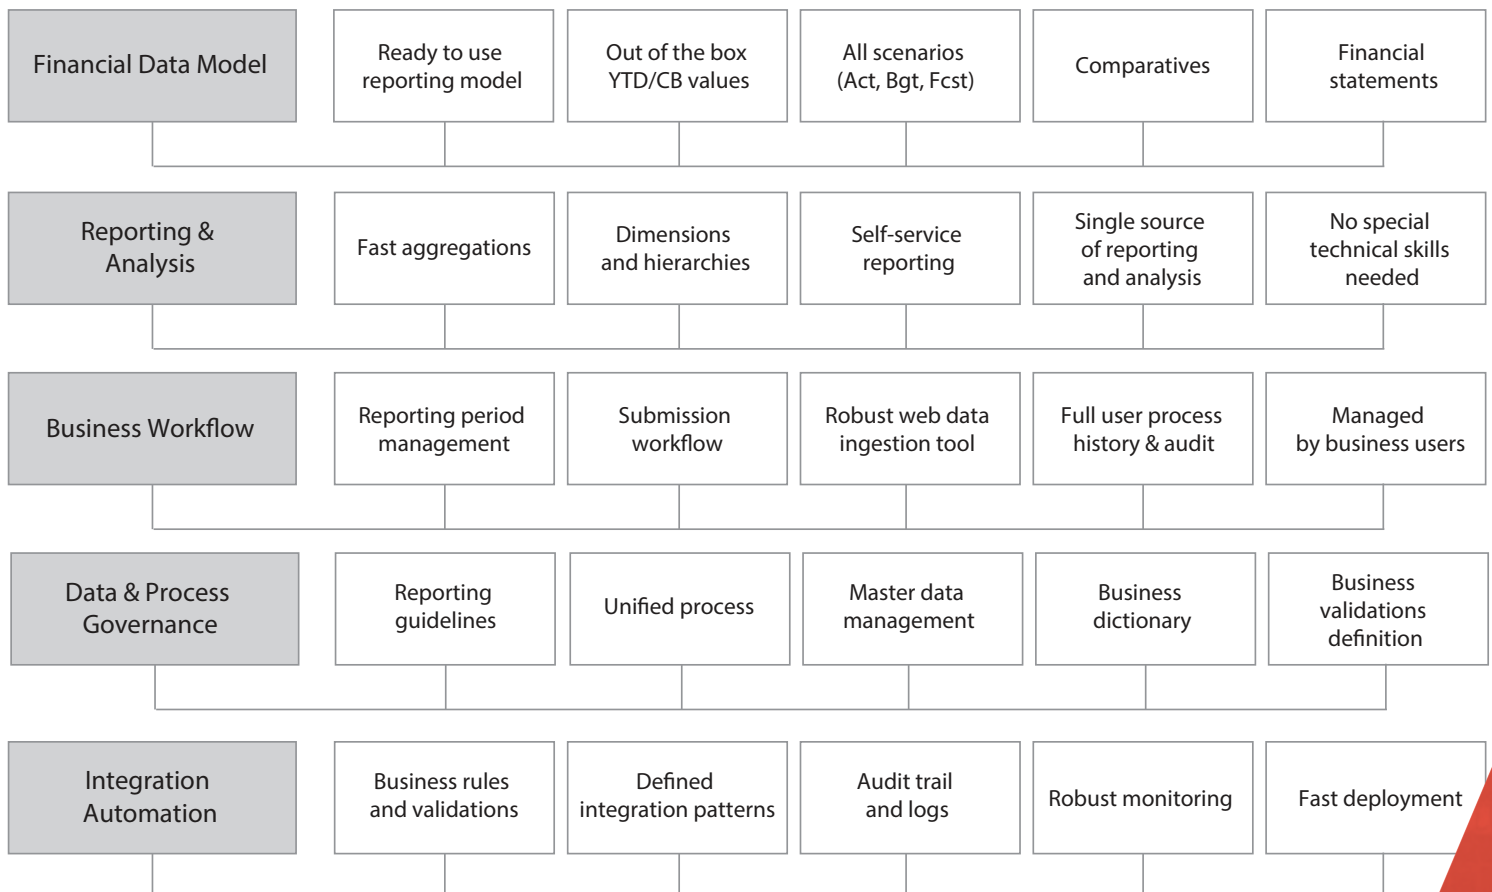 Financial Data Model
Ready to use
reporting model
Out of the box
YTD/CB values
All scenarios
(Act, Bgt, Fcst)
Comparatives
Financial
statements
Reporting &
Analysis
Fast aggregations
Dimensions
and hierarchies
Self-service
reporting
Single source
of reporting
and analysis
No special
technical skills
needed
Business Workflow
Reporting period
management
Submission
workflow
Robust web data
ingestion tool
Full user process
history & audit
Managed
by business users
Data & Process
Governance
Reporting
guidelines
Unified process
Master data
management
Business
dictionary
Business
validations
definition
Integration
Automation
Business rules
and validations
Defined
integration patterns
Audit trail
and logs
Robust monitoring
Fast deployment